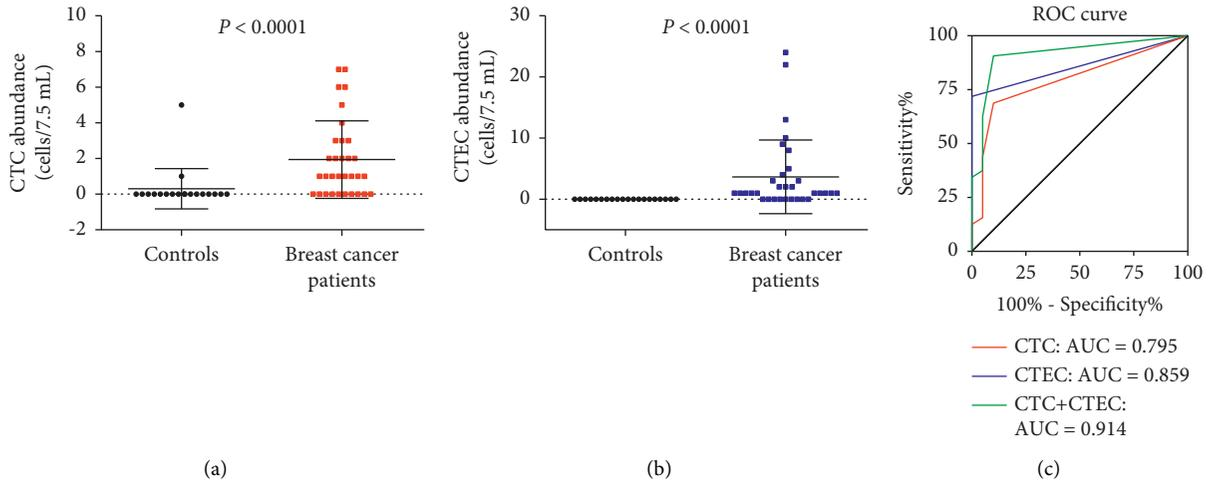 10
8
6
4
2
0
-2
CTC abundance
(cells/7.5 mL)
P < 0.0001
Controls
Breast cancer
patients
(a)
30
20
10
0
CTEC abundance
(cells/7.5 mL)
P < 0.0001
Controls
Breast cancer
patients
(b)
ROC curve
100
75
50
25
0
Sensitivity%
0 25 50 75 100
100% - Specificity%
CTC: AUC = 0.795
CTEC: AUC = 0.859
CTC+CTEC:
AUC = 0.914
(c)